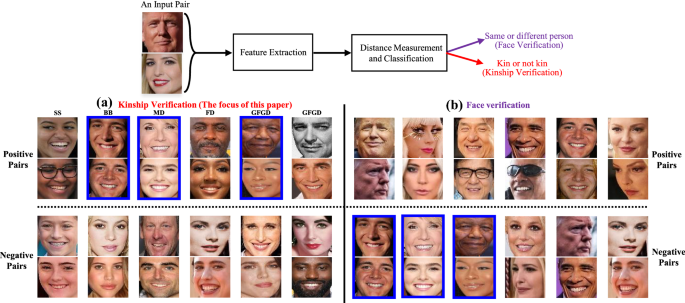 An Input Pair
Feature Extraction
Distance Measurement
and Classification
Same or different person
(Face Verification)
Kin or not kin
(Kinship Verification)
(a) Kinship Verification (The focus of this paper)
(b) Face verification
SS BB MD FD GFGD GFGD
Positive
Pairs
Positive
Pairs
Negative
Pairs
Negative
Pairs